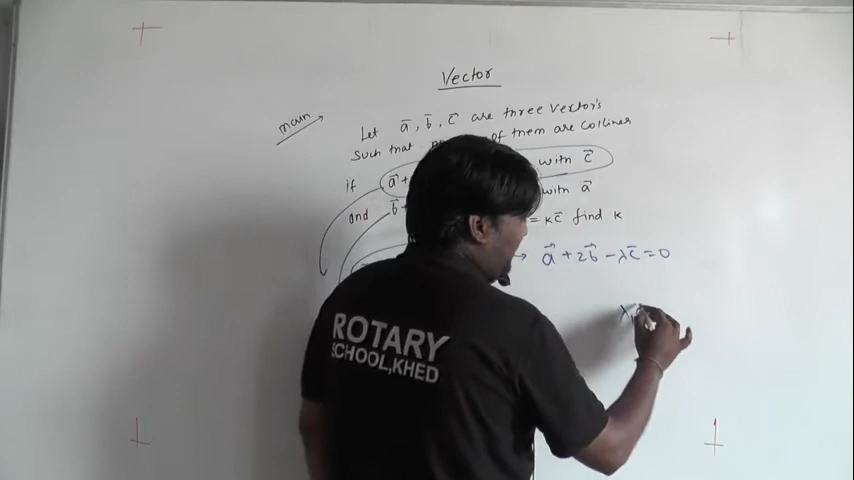 Vector
main
Let a̅, b̅, c̅ are three vector's
Such that of them are collinear
if a⃗+ with c⃗
and b⃗+ with a⃗
= kc⃗ find k
→ a⃗ + 2b⃗ - λc̅ = 0
ROTARY
SCHOOL,KHED